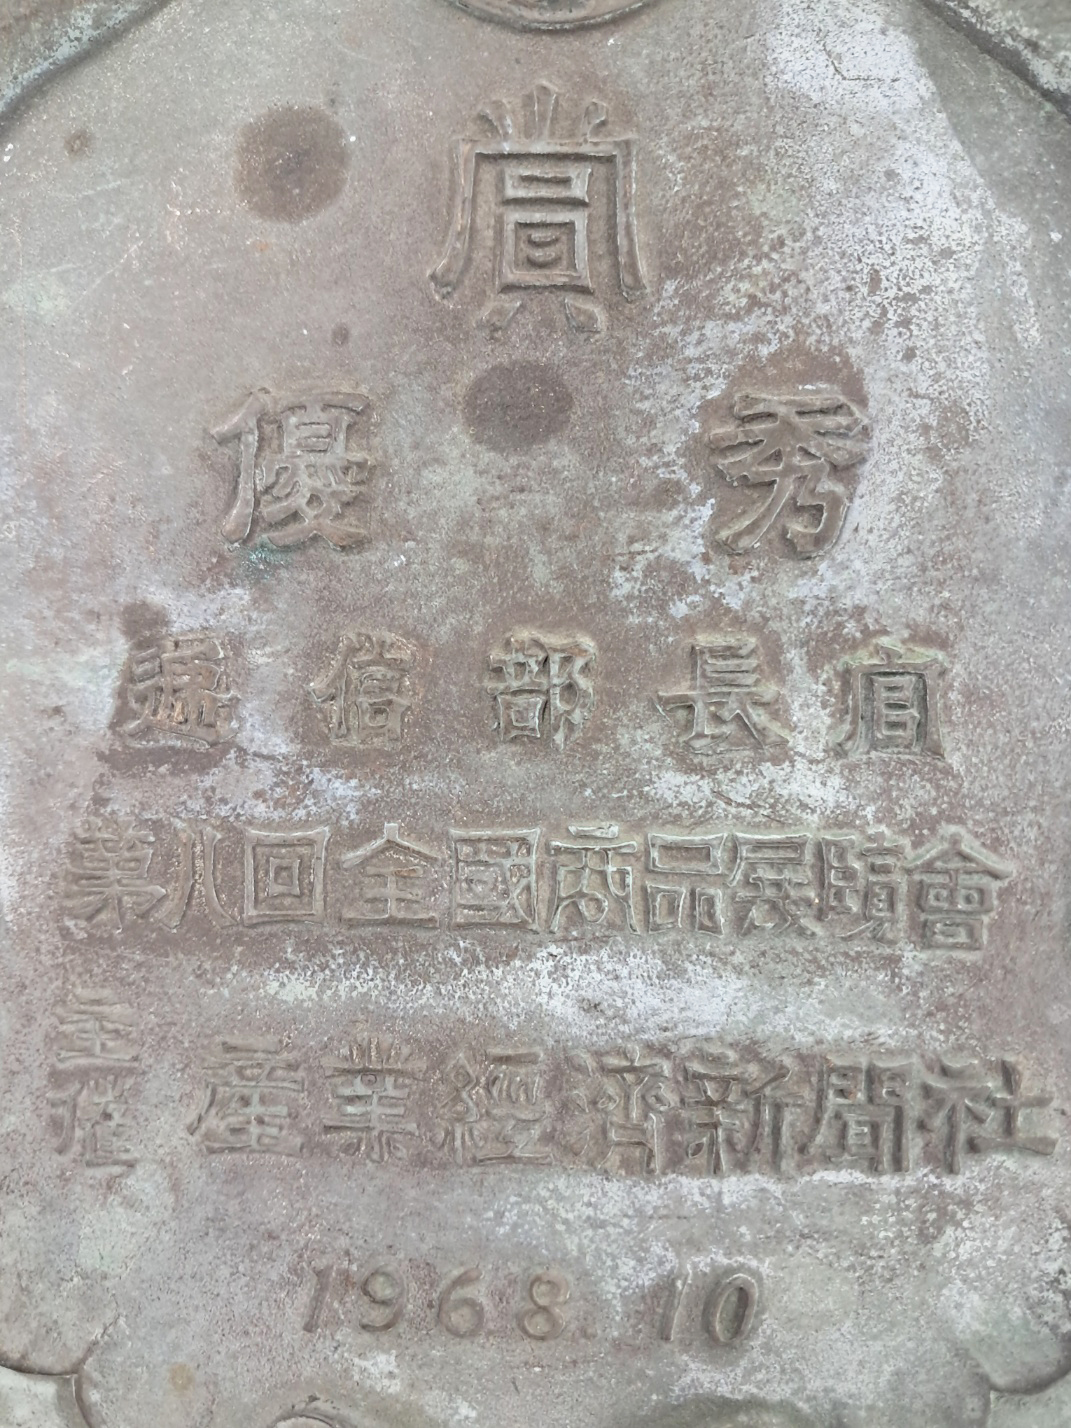 賞
優秀
遞信部長官
第八回全國商品展覽會
主催 産業經濟新聞社
1968. 10